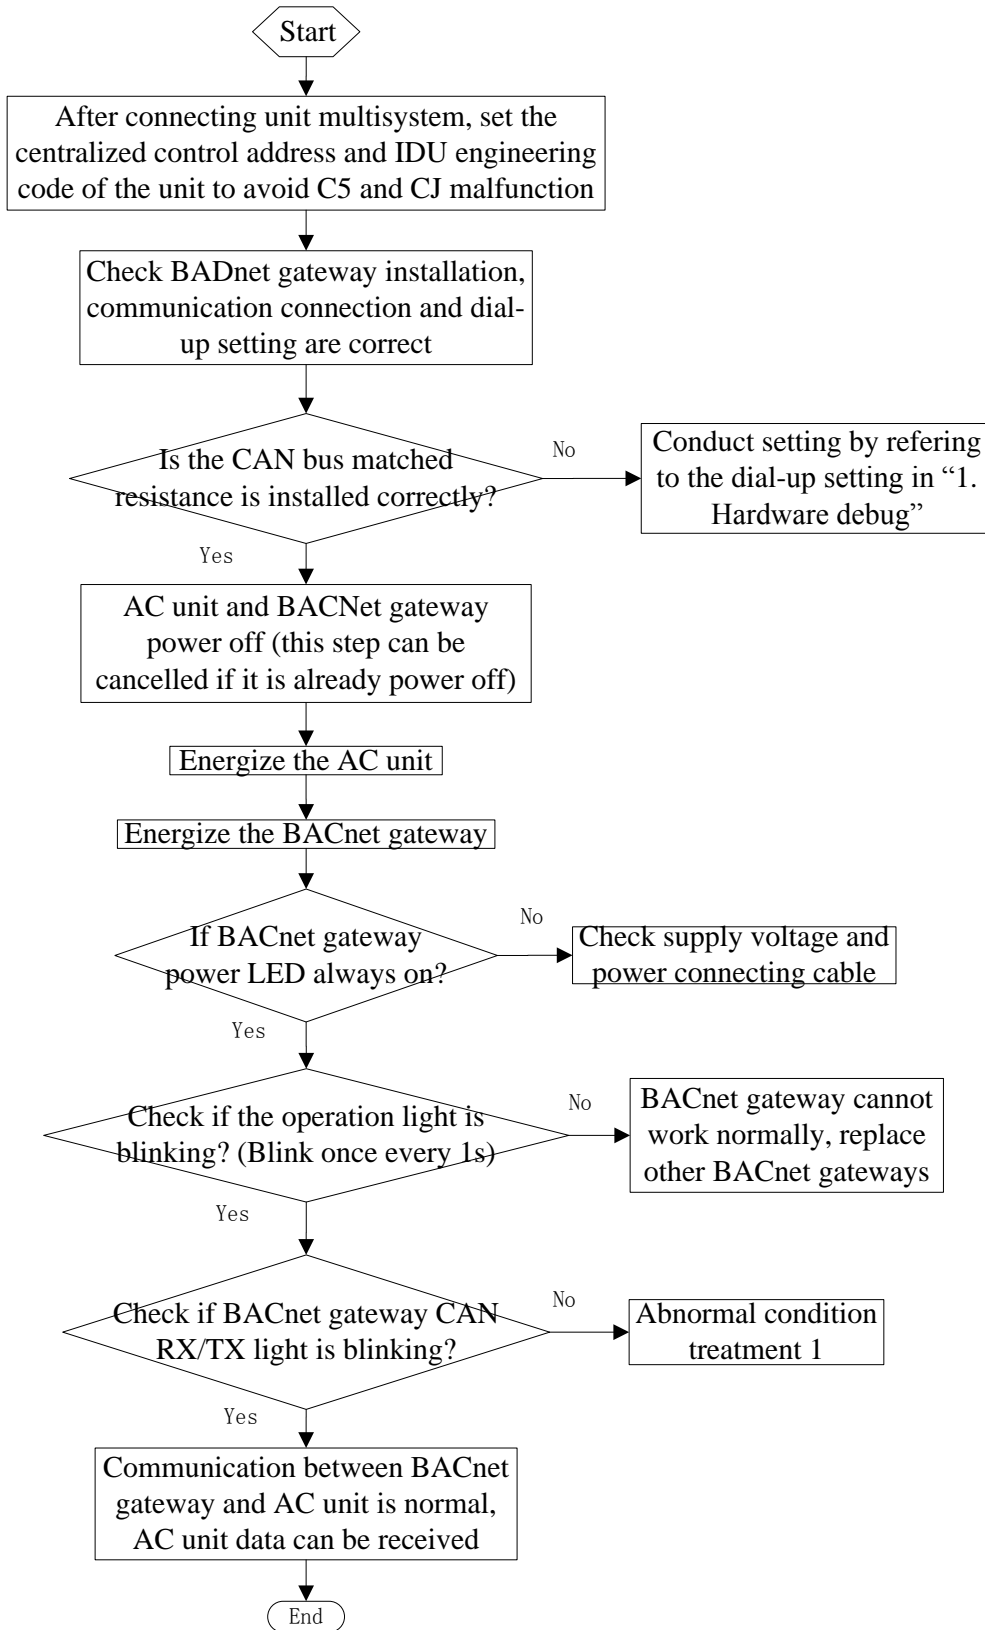 Start
After connecting unit multisystem, set the
centralized control address and IDU engineering
code of the unit to avoid C5 and CJ malfunction
Check BADnet gateway installation,
communication connection and dial-
up setting are correct
Is the CAN bus matched
resistance is installed correctly?
No
Conduct setting by refering
to the dial-up setting in “1.
Hardware debug”
Yes
AC unit and BACNet gateway
power off (this step can be
cancelled if it is already power off)
Energize the AC unit
Energize the BACnet gateway
If BACnet gateway
power LED always on?
No
Check supply voltage and
power connecting cable
Yes
Check if the operation light is
blinking? (Blink once every 1s)
No
BACnet gateway cannot
work normally, replace
other BACnet gateways
Yes
Check if BACnet gateway CAN
RX/TX light is blinking?
No
Abnormal condition
treatment 1
Yes
Communication between BACnet
gateway and AC unit is normal,
AC unit data can be received
End